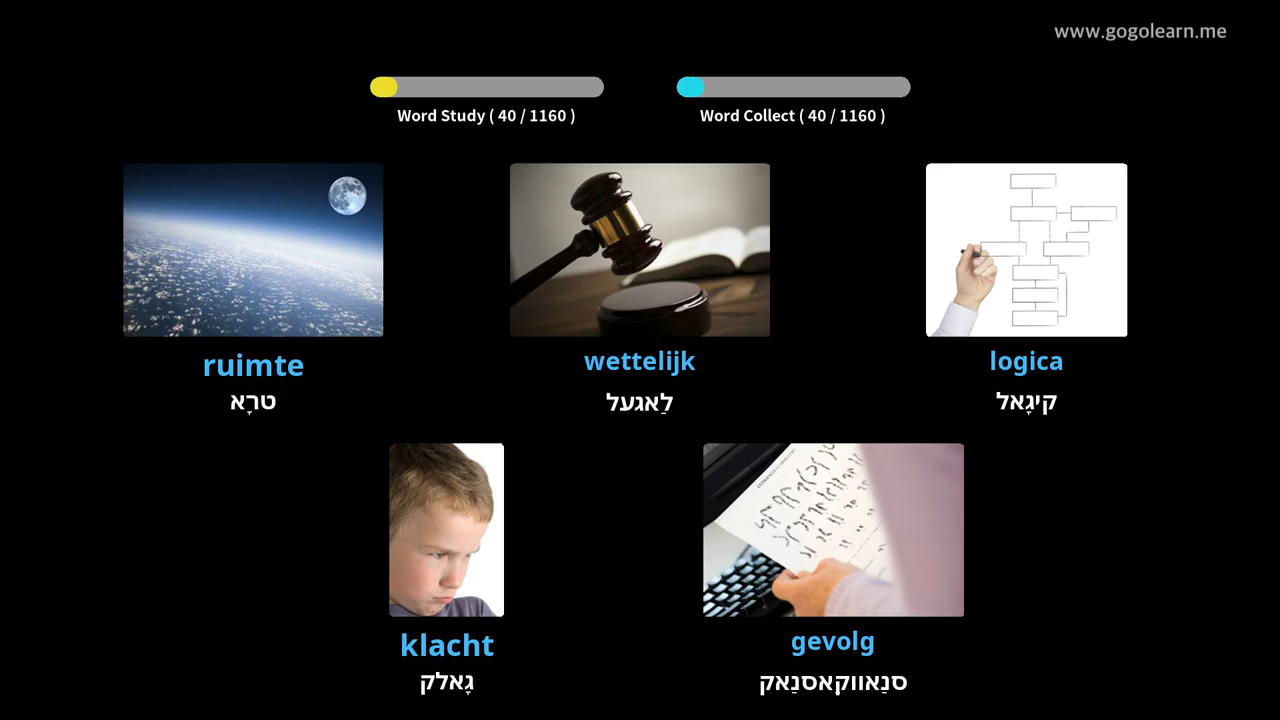 www.gogolearn.me
Word Study ( 40 / 1160 )
Word Collect ( 40 / 1160 )
ruimte
טרָא
wettelijk
לַאגעל
logica
קיגָאל
klacht
גָאלק
gevolg
סנַאווקאסנַאק